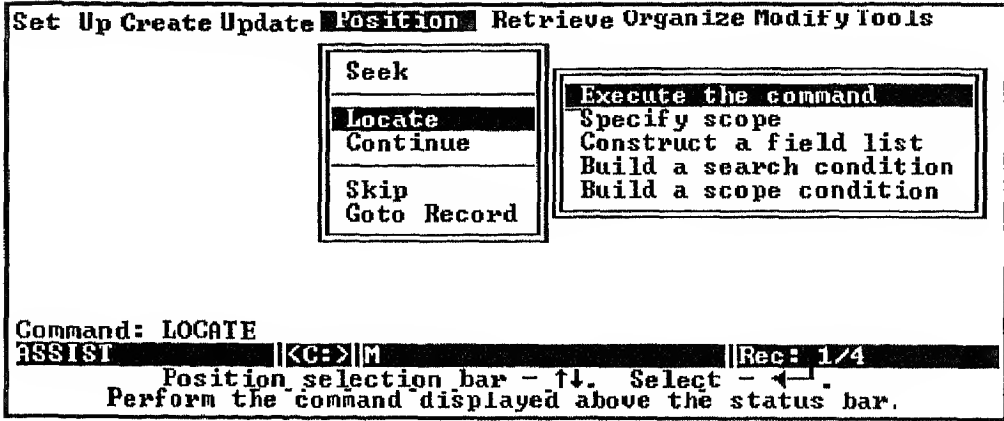 Set Up Create Update Position Retrieve Organize Modify Tools
Seek
Locate
Continue
Skip
Goto Record
Execute the command
Specify scope
Construct a field list
Build a search condition
Build a scope condition
Command: LOCATE
ASSIST |<C:>|M |Rec: 1/4
Position selection bar - ↑↓. Select - ◄─┘.
Perform the command displayed above the status bar.